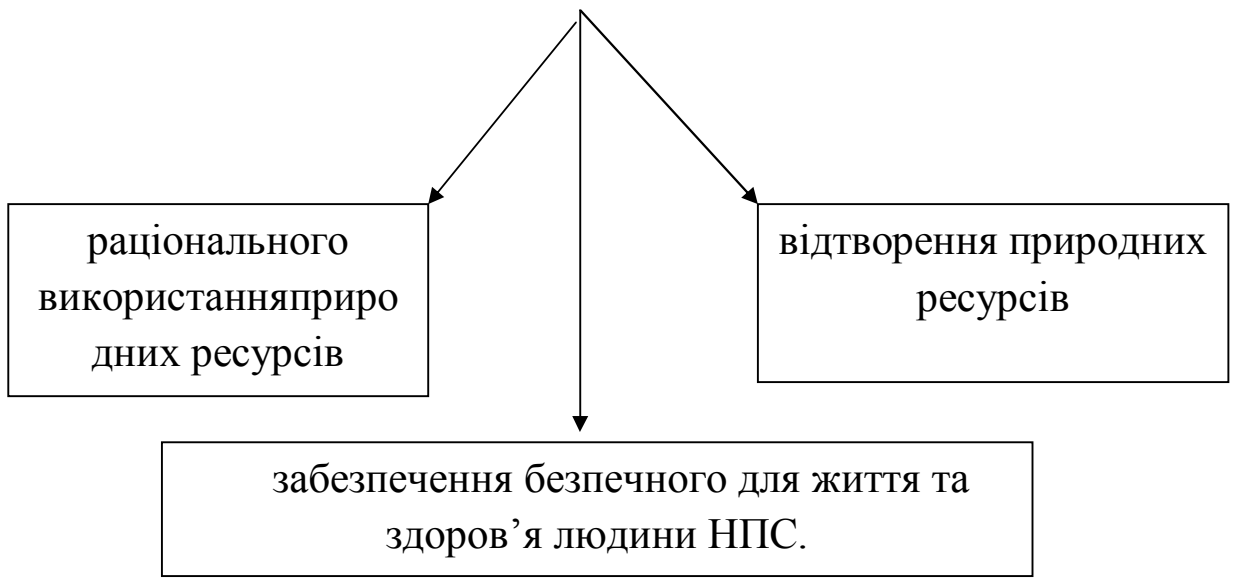 раціонального
використанняприро
дних ресурсів
відтворення природних
ресурсів
забезпечення безпечного для життя та
здоров’я людини НПС.